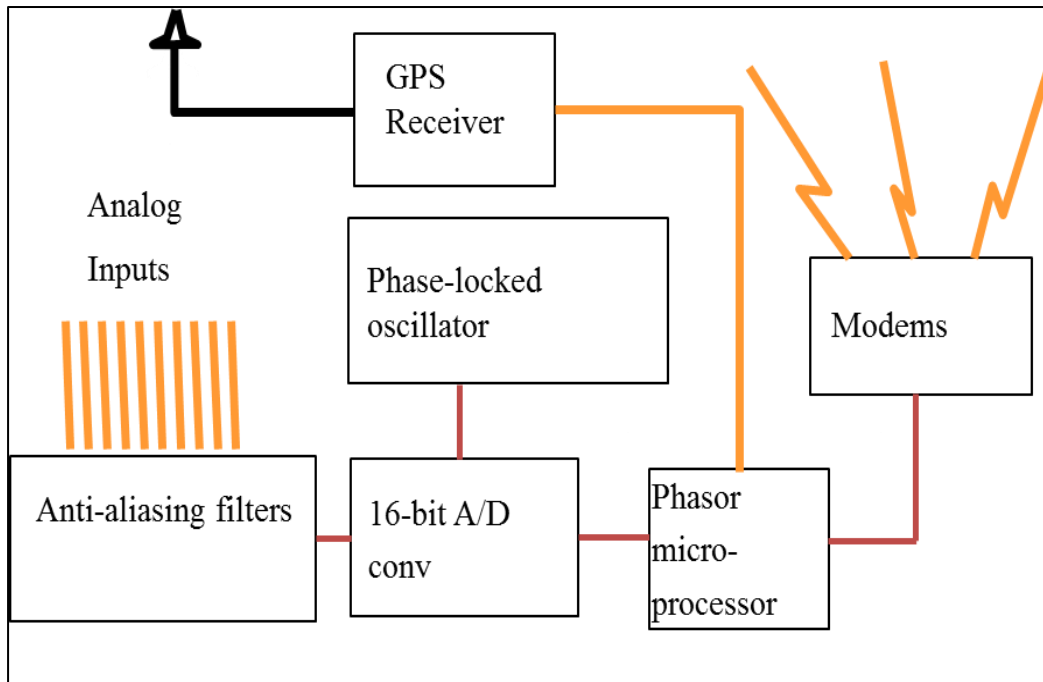 GPS
Receiver
Analog
Inputs
Phase-locked
oscillator
Modems
Anti-aliasing filters
16-bit A/D
conv
Phasor
micro-
processor